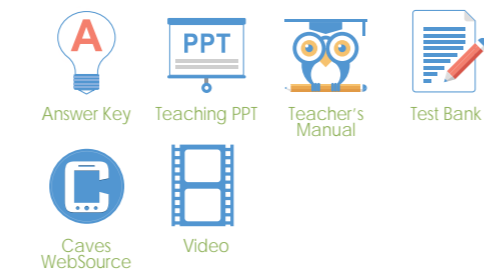 A
PPT
Answer Key
Teaching PPT
Teacher's
Manual
Test Bank
Caves
WebSource
Video